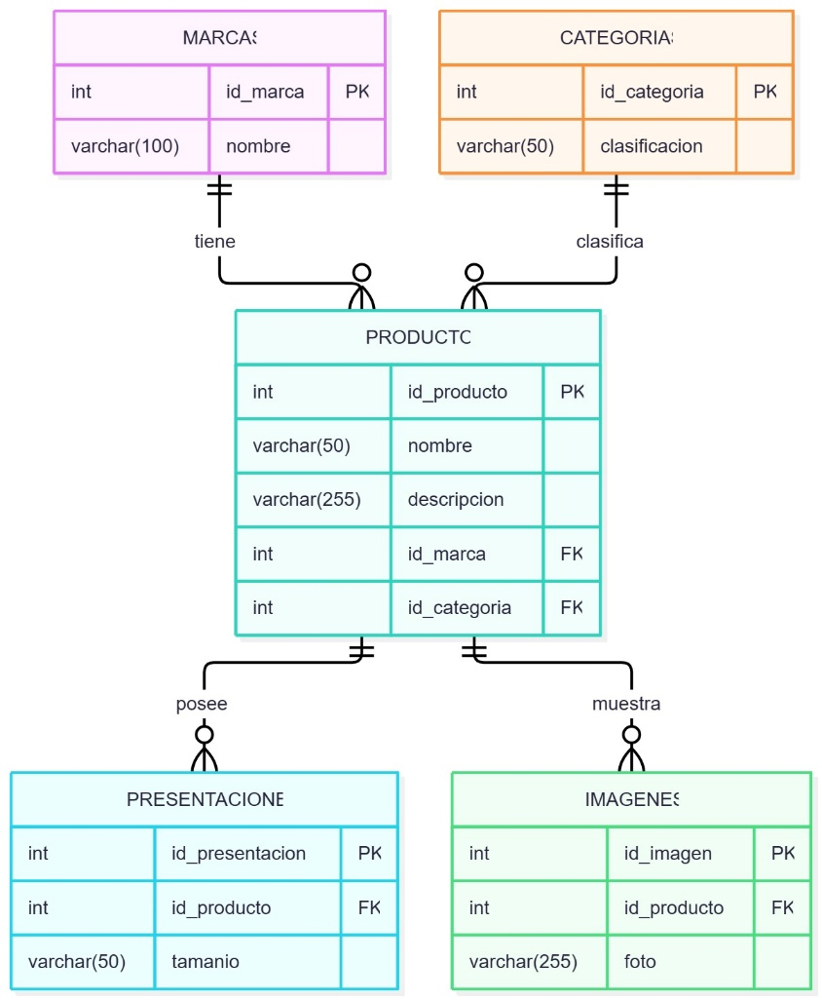 MARCAS
int id_marca PK
varchar(100) nombre
CATEGORIAS
int id_categoria PK
varchar(50) clasificacion
tiene
clasifica
PRODUCTO
int id_producto PK
varchar(50) nombre
varchar(255) descripcion
int id_marca FK
int id_categoria FK
posee
muestra
PRESENTACIONE
int id_presentacion PK
int id_producto FK
varchar(50) tamanio
IMAGENES
int id_imagen PK
int id_producto FK
varchar(255) foto